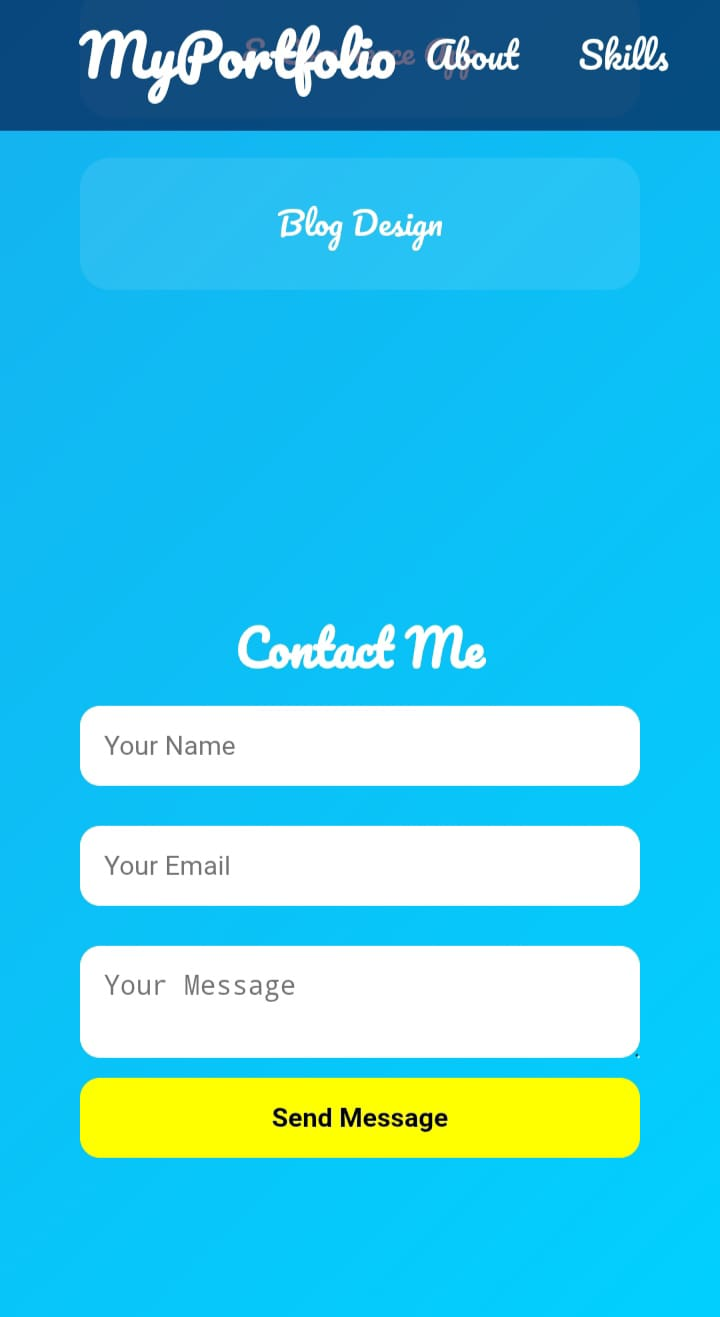 MyPortfolio About Skills
Blog Design
Contact Me
Your Name
Your Email
Your Message
Send Message